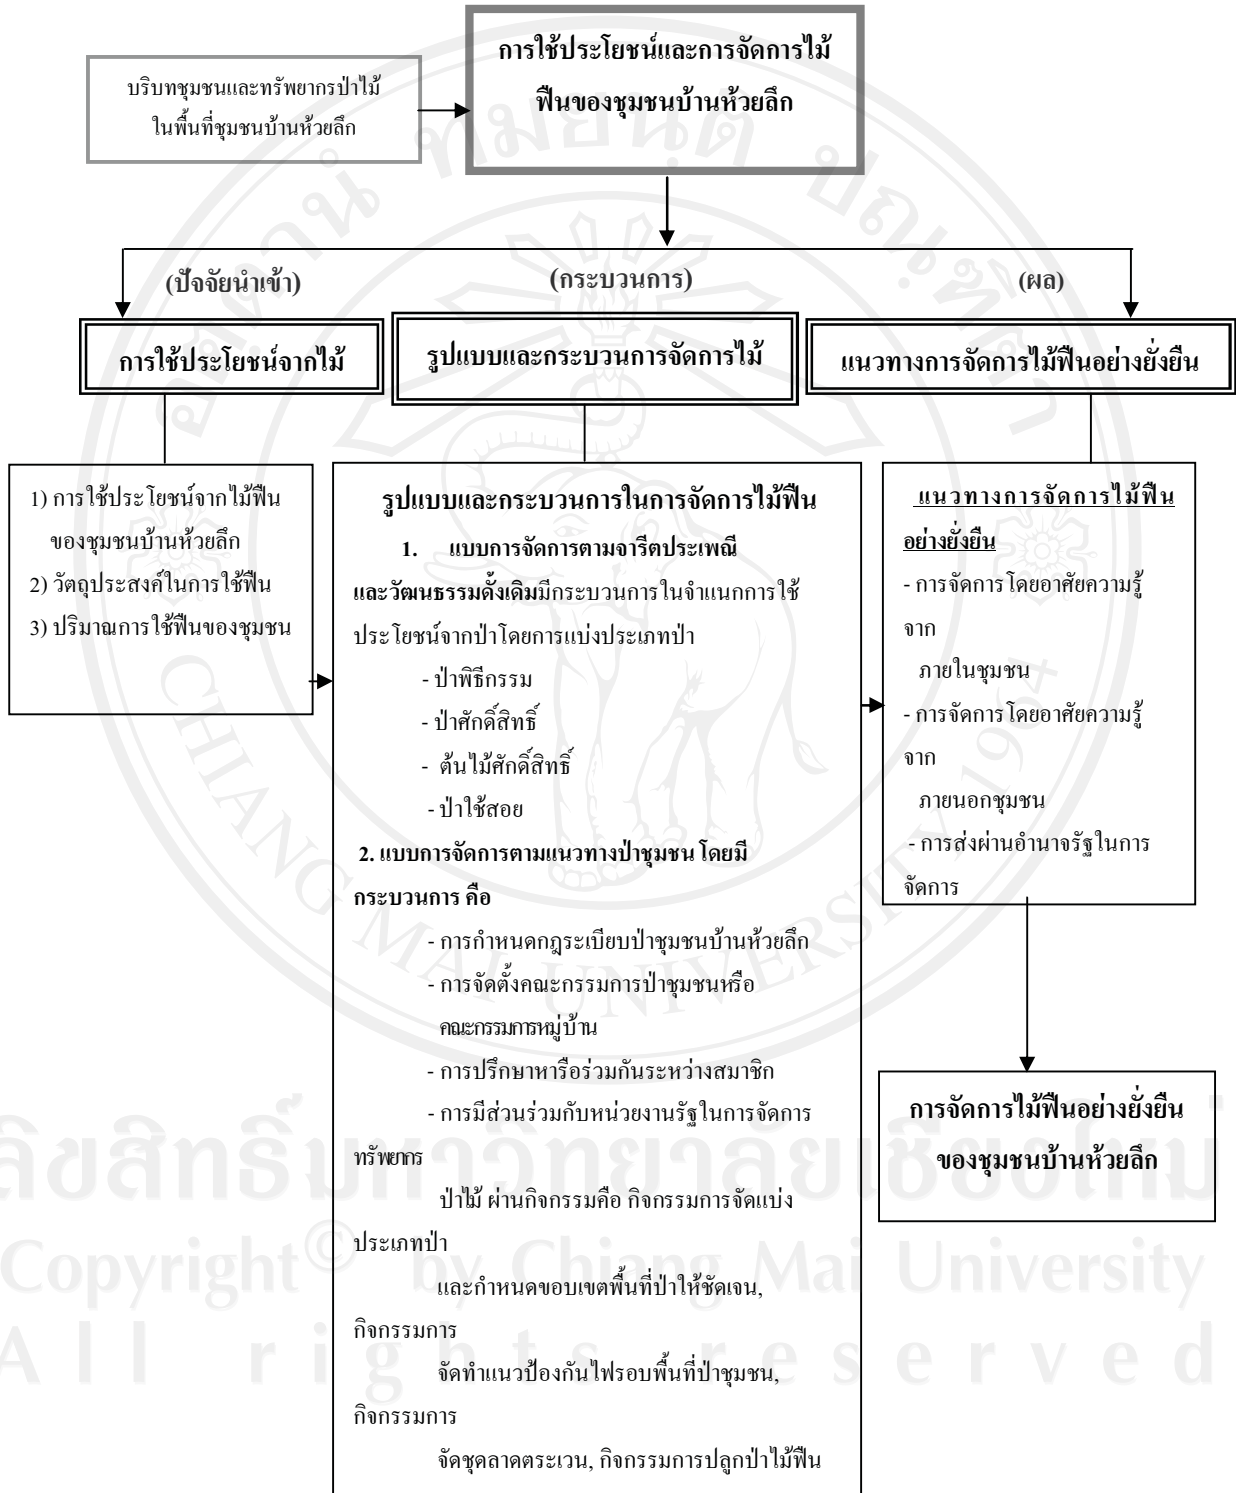 การใช้ประโยชน์และการจัดการไม้
ฟืนของชุมชนบ้านห้วยลึก
บริบทชุมชนและทรัพยากรป่าไม้
ในพื้นที่ชุมชนบ้านห้วยลึก
(ปัจจัยนำเข้า)
(กระบวนการ)
(ผล)
การใช้ประโยชน์จากไม้
รูปแบบและกระบวนการจัดการไม้
แนวทางการจัดการไม้ฟืนอย่างยั่งยืน
1) การใช้ประโยชน์จากไม้ฟืน
ของชุมชนบ้านห้วยลึก
2) วัตถุประสงค์ในการใช้ฟืน
3) ปริมาณการใช้ฟืนของชุมชน
รูปแบบและกระบวนการในการจัดการไม้ฟืน
1. แบบการจัดการตามจารีตประเพณี
และวัฒนธรรมดั้งเดิมมีกระบวนการในจำแนกการใช้
ประโยชน์จากป่าโดยการแบ่งประเภทป่า
- ป่าพิธีกรรม
- ป่าศักดิ์สิทธิ์
- ต้นไม้ศักดิ์สิทธิ์
- ป่าใช้สอย
2. แบบการจัดการตามแนวทางป่าชุมชน โดยมี
กระบวนการ คือ
- การกำหนดกฎระเบียบป่าชุมชนบ้านห้วยลึก
- การจัดตั้งคณะกรรมการป่าชุมชนหรือ
คณะกรรมการหมู่บ้าน
- การปรึกษาหารือร่วมกันระหว่างสมาชิก
- การมีส่วนร่วมกับหน่วยงานรัฐในการจัดการ
ทรัพยากร
ป่าไม้ ผ่านกิจกรรมคือ กิจกรรมการจัดแบ่ง
ประเภทป่า
และกำหนดขอบเขตพื้นที่ป่าให้ชัดเจน,
กิจกรรมการ
จัดทำแนวป้องกันไฟรอบพื้นที่ป่าชุมชน,
กิจกรรมการ
จัดชุดลาดตระเวน, กิจกรรมการปลูกป่าไม้ฟืน
แนวทางการจัดการไม้ฟืน
อย่างยั่งยืน
- การจัดการโดยอาศัยความรู้
จาก
ภายในชุมชน
- การจัดการโดยอาศัยความรู้
จาก
ภายนอกชุมชน
- การส่งผ่านอำนาจรัฐในการ
จัดการ
การจัดการไม้ฟืนอย่างยั่งยืน
ของชุมชนบ้านห้วยลึก
อตฺตานํ ทมยนฺติ ปณฺฑิตา
CHIANG MAI UNIVERSITY 1964
ลิขสิทธิ์มหาวิทยาลัยเชียงใหม่
Copyright© by Chiang Mai University
All rights reserved